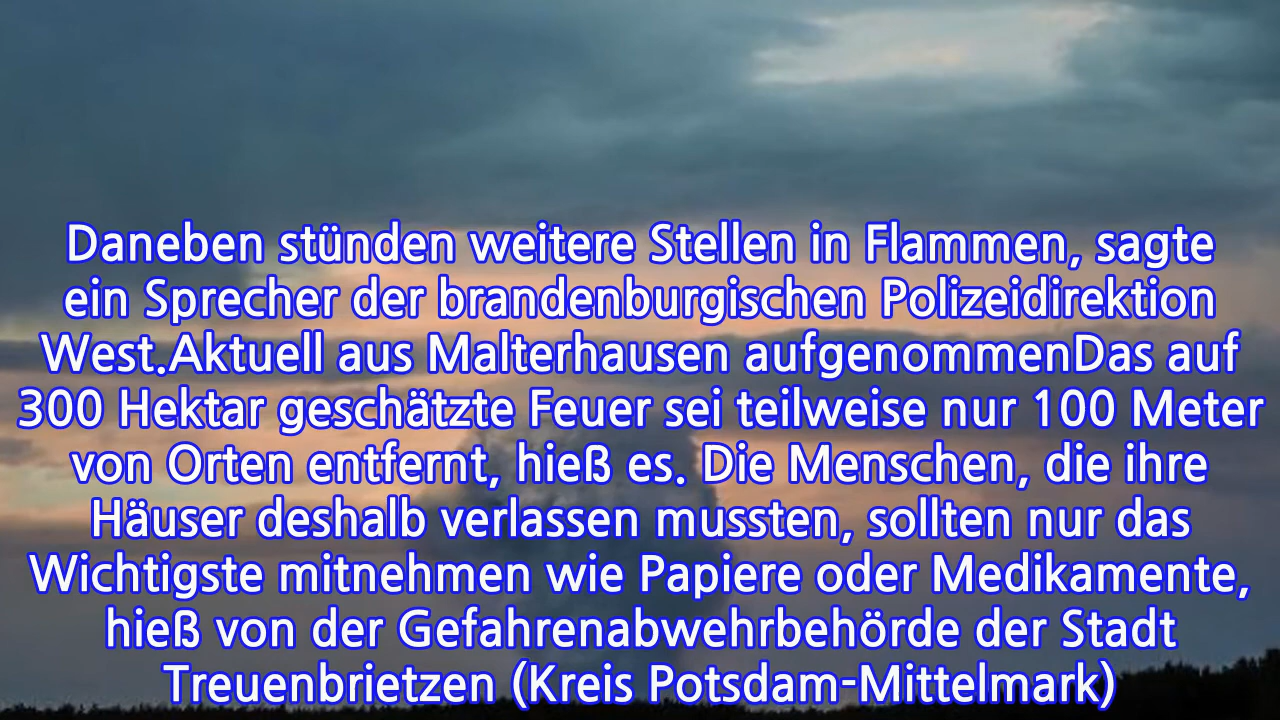 Daneben stünden weitere Stellen in Flammen, sagte
ein Sprecher der brandenburgischen Polizeidirektion
West.Aktuell aus Malterhausen aufgenommenDas auf
300 Hektar geschätzte Feuer sei teilweise nur 100 Meter
von Orten entfernt, hieß es. Die Menschen, die ihre
Häuser deshalb verlassen mussten, sollten nur das
Wichtigste mitnehmen wie Papiere oder Medikamente,
hieß von der Gefahrenabwehrbehörde der Stadt
Treuenbrietzen (Kreis Potsdam-Mittelmark)